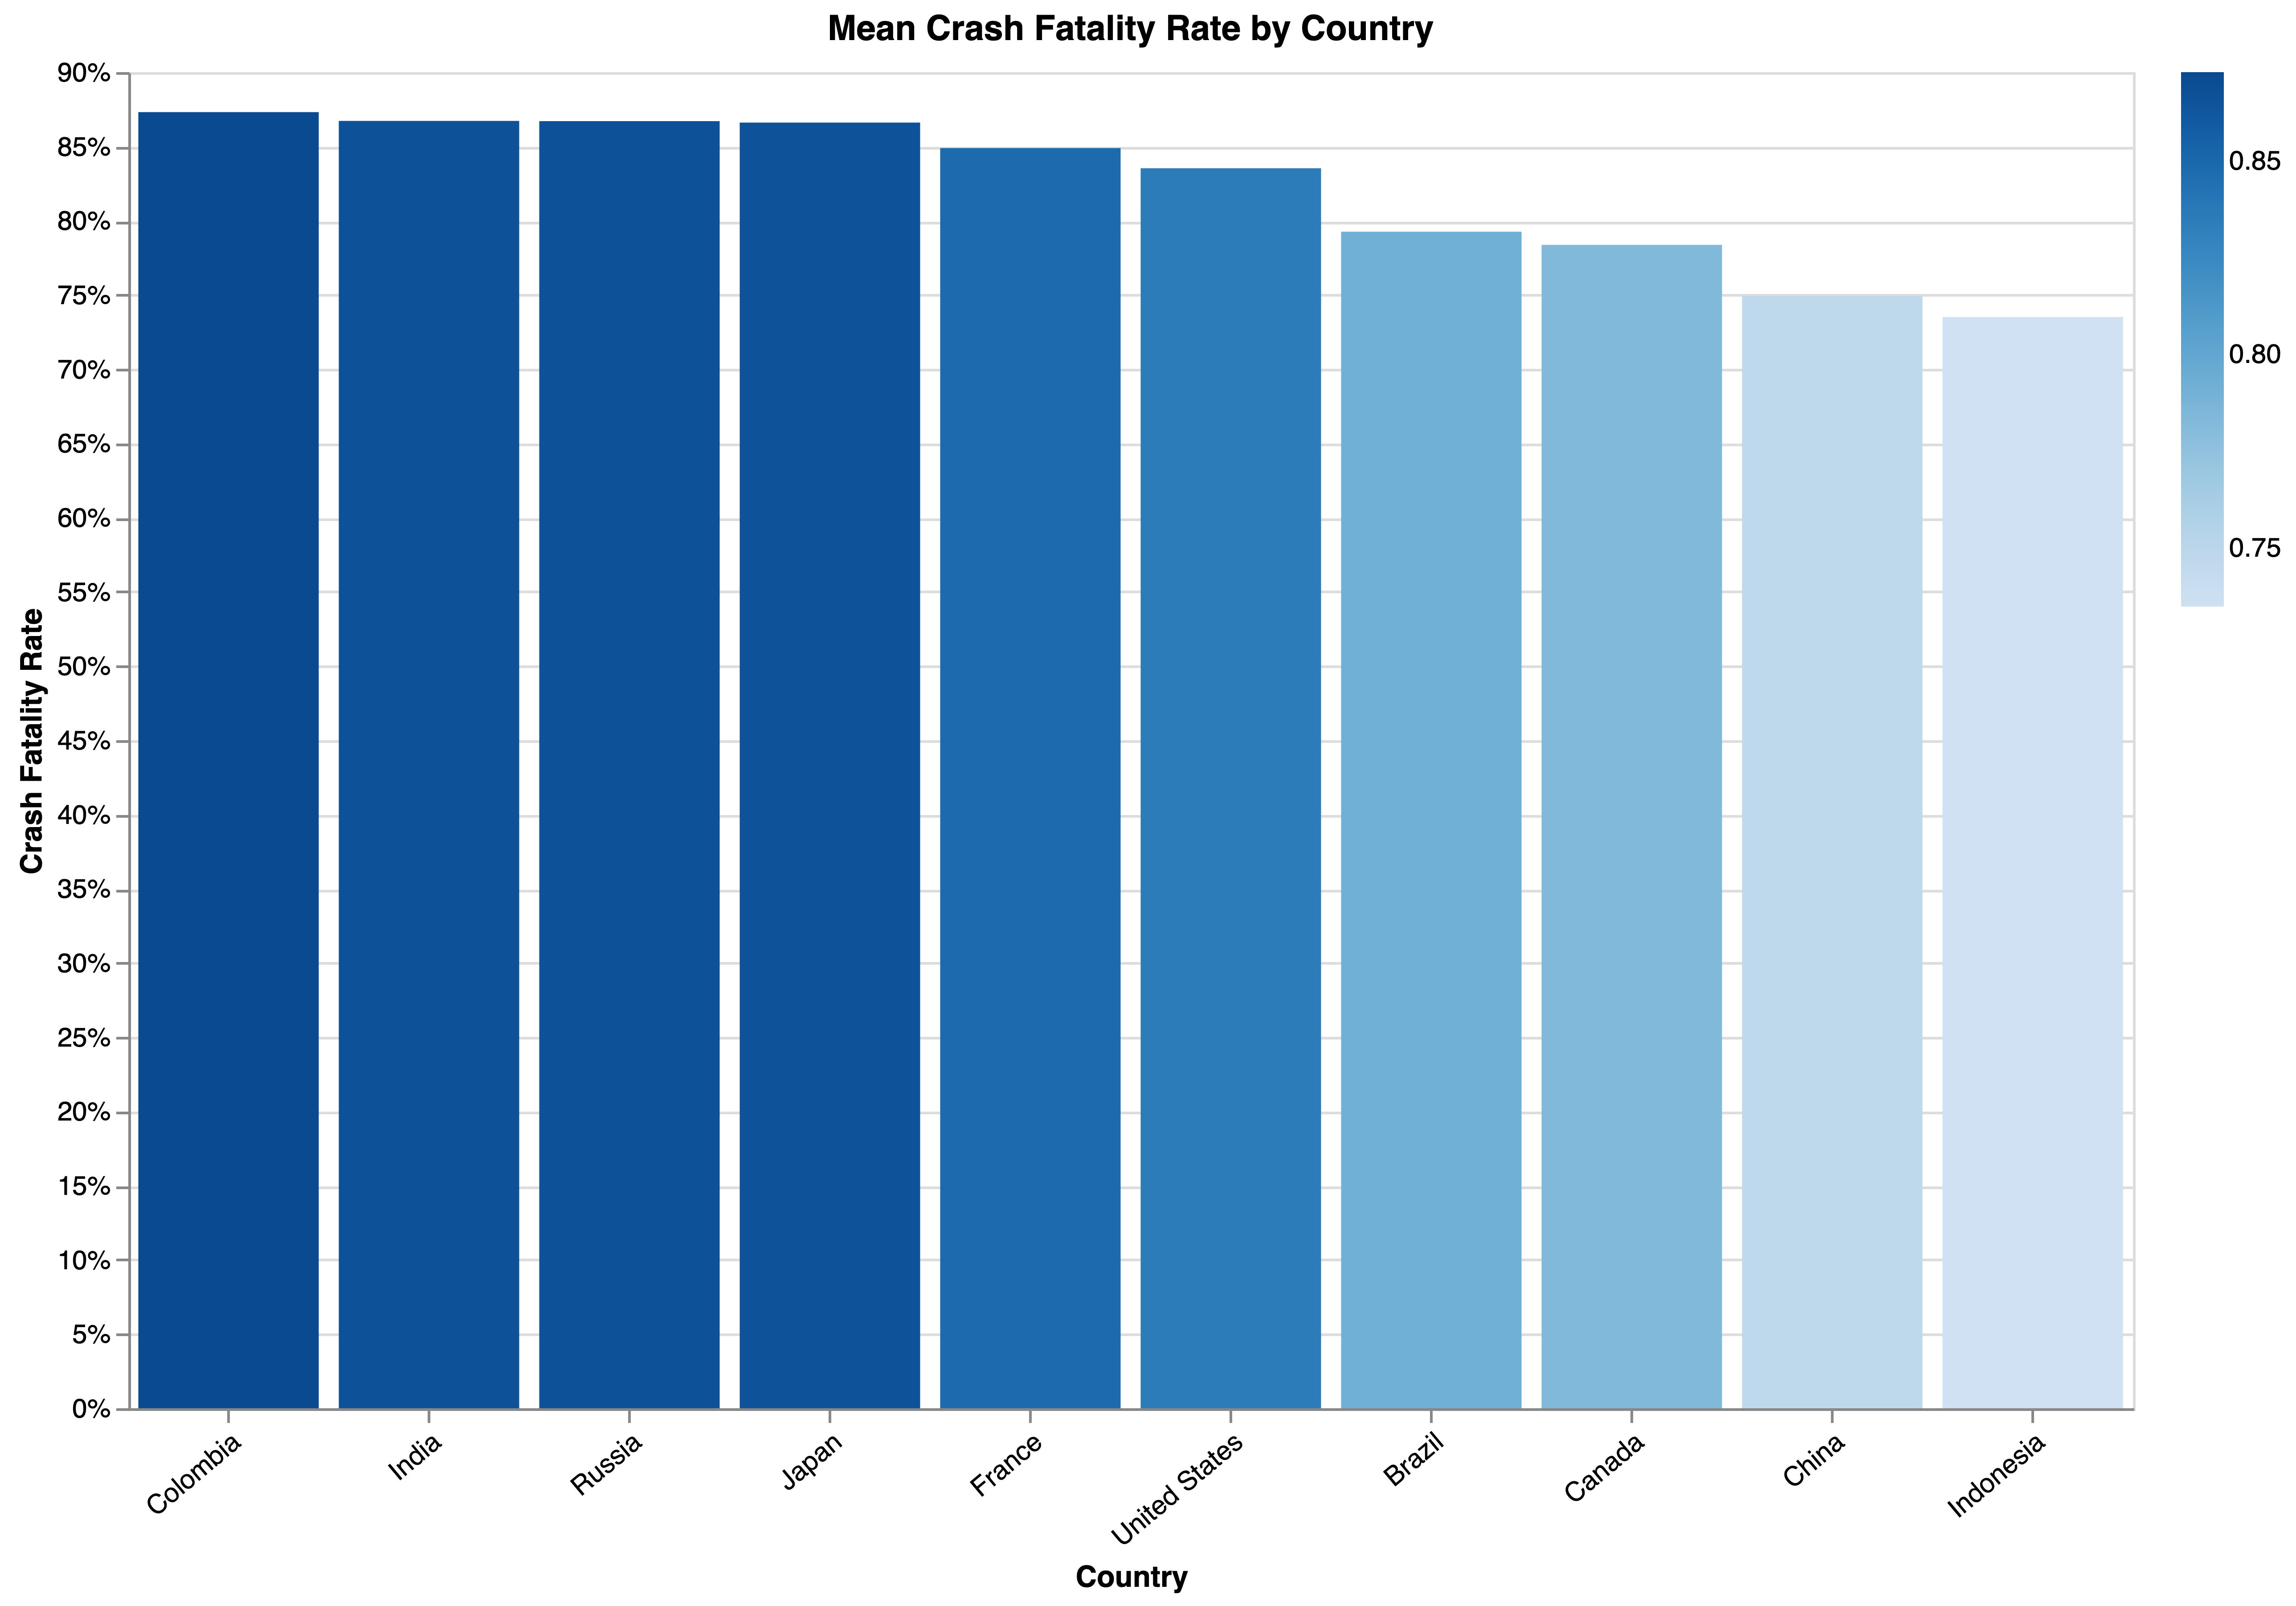 Mean Crash Fatality Rate by Country
90%
85%
80%
75%
70%
65%
60%
55%
50%
45%
40%
35%
30%
25%
20%
15%
10%
5%
0%
Crash Fatality Rate
Colombia
India
Russia
Japan
France
United States
Brazil
Canada
China
Indonesia
Country
0.85
0.80
0.75